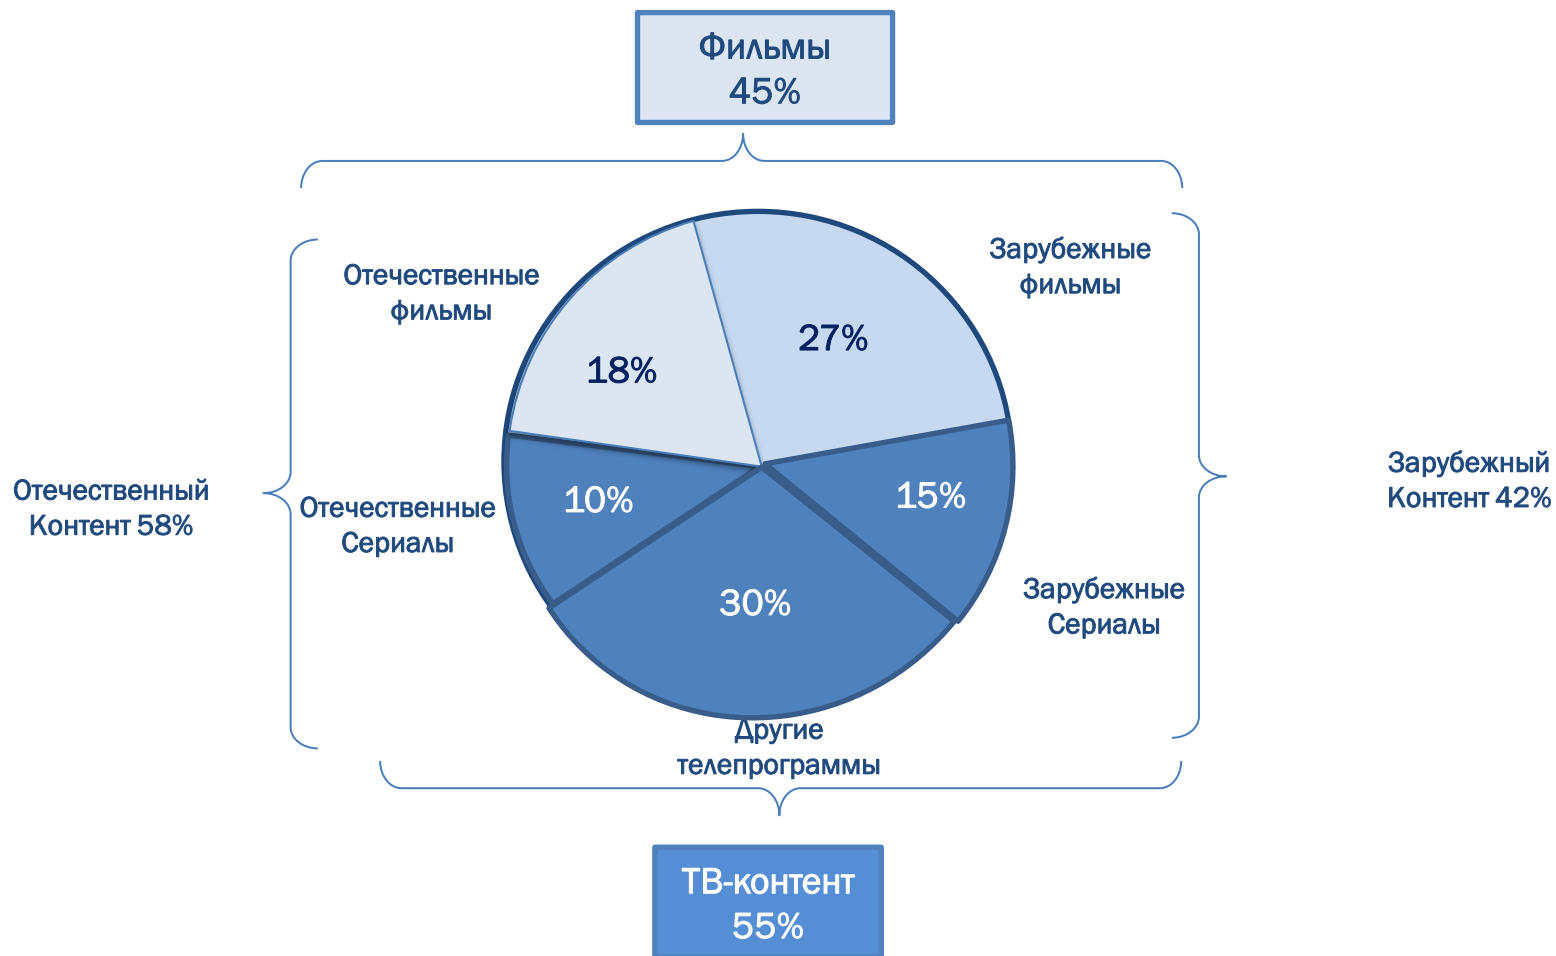 Фильмы
45%
Отечественные
фильмы
Зарубежные
фильмы
18%
27%
Отечественный
Контент 58%
Отечественные
Сериалы
10%
15%
30%
Зарубежный
Контент 42%
Зарубежные
Сериалы
Другие
телепрограммы
ТВ-контент
55%